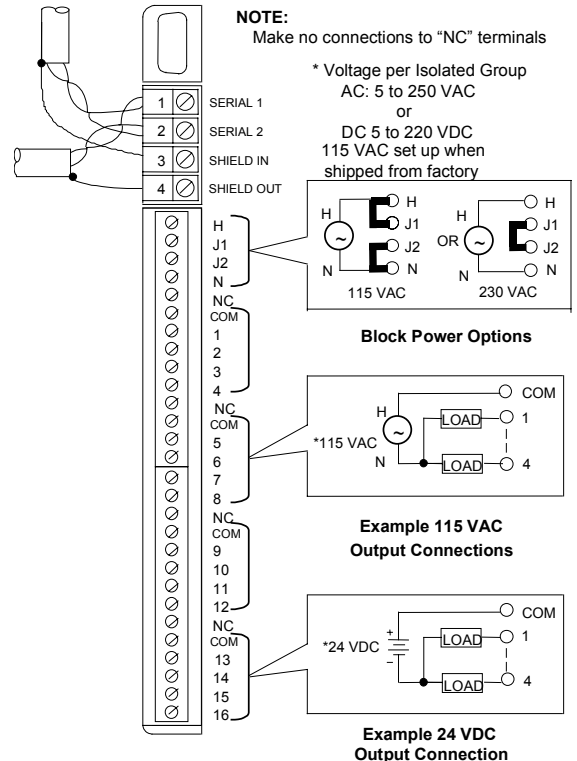 NOTE:
Make no connections to “NC” terminals
* Voltage per Isolated Group
AC: 5 to 250 VAC
or
DC 5 to 220 VDC
115 VAC set up when
shipped from factory
1 SERIAL 1
2 SERIAL 2
3 SHIELD IN
4 SHIELD OUT
H
J1
J2
N
NC
COM
1
2
3
4
NC
COM
5
6
7
8
NC
COM
9
10
11
12
NC
COM
13
14
15
16
H
N
~
H
J1
J2
N
115 VAC
OR
H
N
~
H
J1
J2
N
230 VAC
Block Power Options
*115 VAC
H
N
~
COM
LOAD 1
LOAD 4
Example 115 VAC
Output Connections
*24 VDC
+
–
COM
LOAD 1
LOAD 4
Example 24 VDC
Output Connection